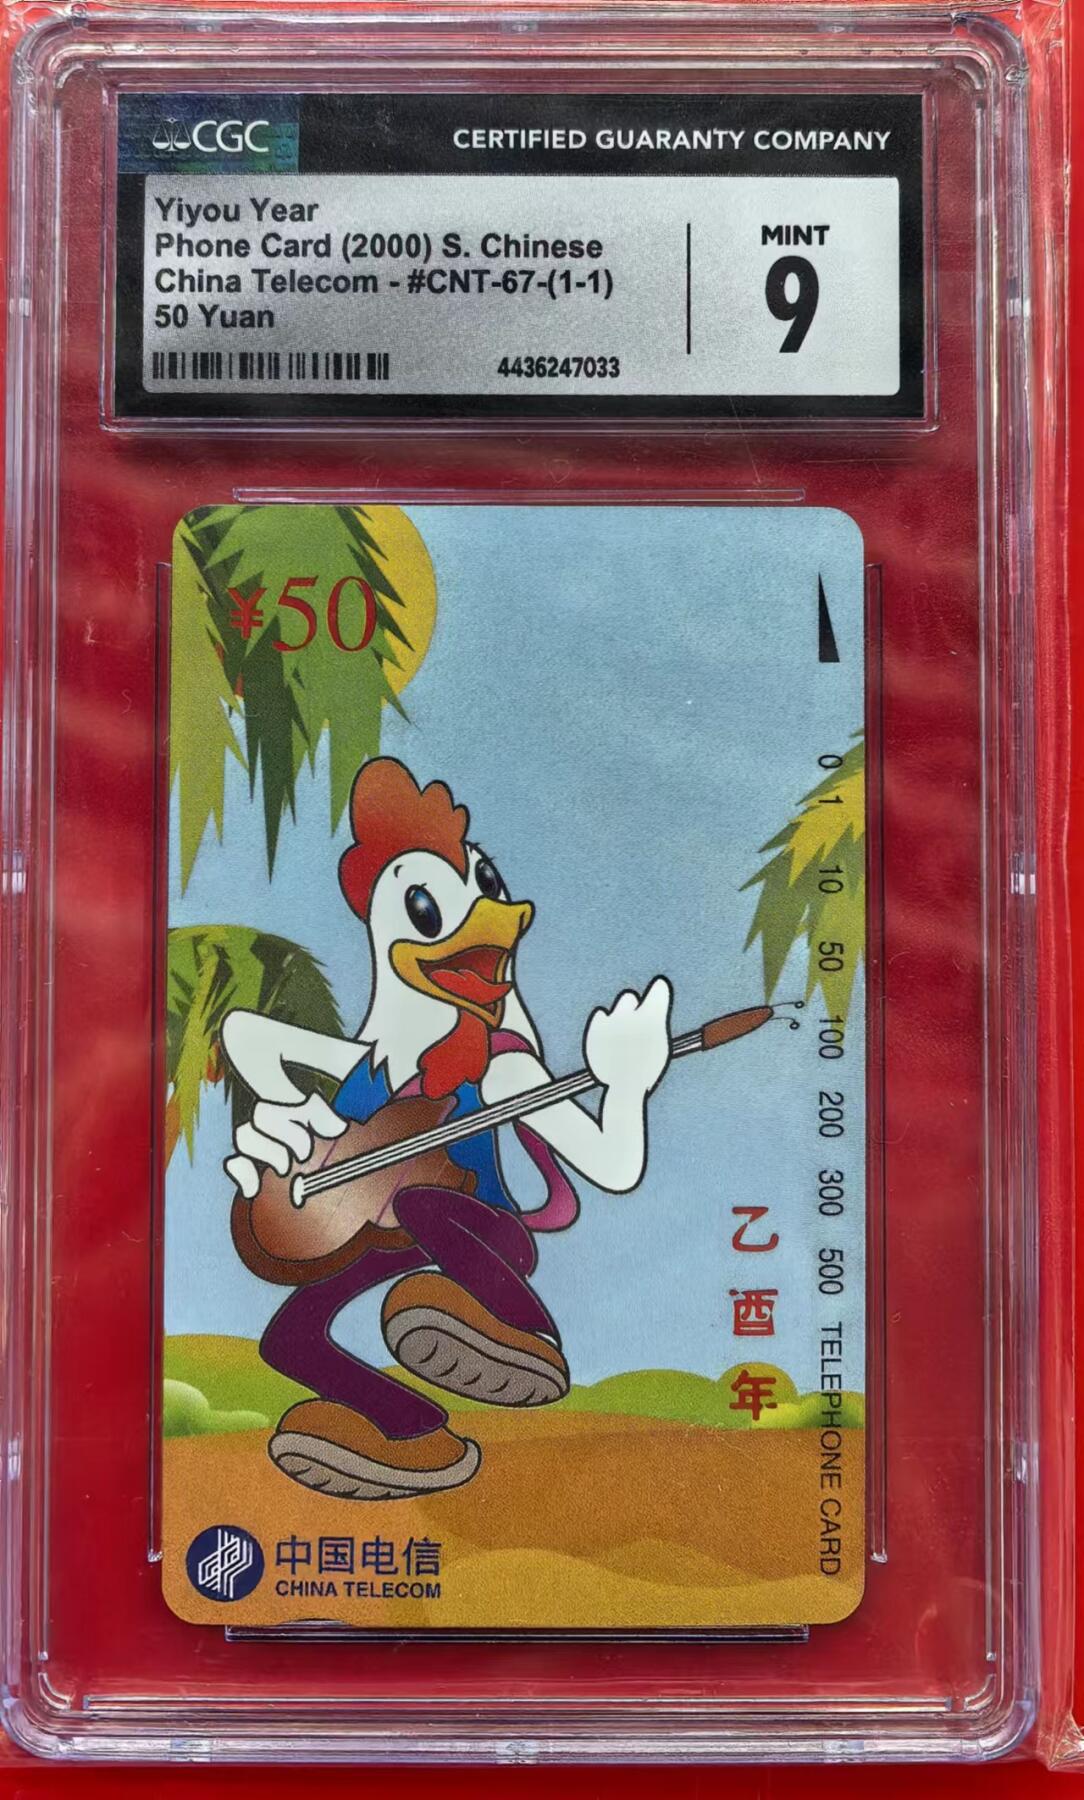 CGC
CERTIFIED GUARANTY COMPANY
Yiyou Year
Phone Card (2000) S. Chinese
China Telecom - #CNT-67-(1-1)
50 Yuan
4436247033
MINT
9
¥50
0 1 10 50 100 200 300 500 TELEPHONE CARD
乙酉年
中国电信
CHINA TELECOM